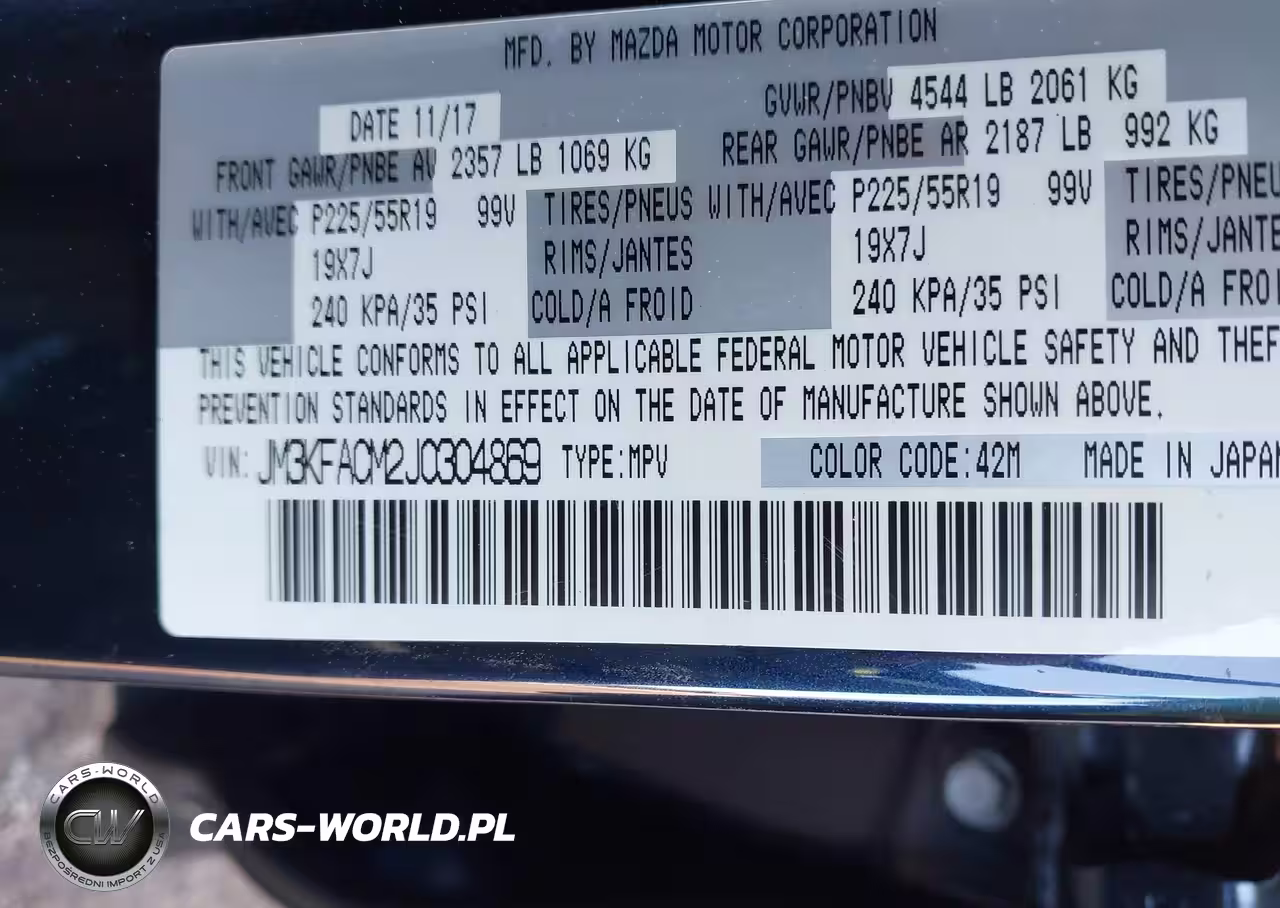 MFD. BY MAZDA MOTOR CORPORATION
DATE 11/17 GVWR/PNBV 4544 LB 2061 KG
FRONT GAWR/PNBE AV 2357 LB 1069 KG REAR GAWR/PNBE AR 2187 LB 992 KG
WITH/AVEC P225/55R19 99V TIRES/PNEUS WITH/AVEC P225/55R19 99V TIRES/PNEU
19X7J RIMS/JANTES 19X7J RIMS/JANTE
240 KPA/35 PSI COLD/A FROID 240 KPA/35 PSI COLD/A FROI
THIS VEHICLE CONFORMS TO ALL APPLICABLE FEDERAL MOTOR VEHICLE SAFETY AND THEF
PREVENTION STANDARDS IN EFFECT ON THE DATE OF MANUFACTURE SHOWN ABOVE.
VIN: JM3KFACM2J0304869 TYPE:MPV COLOR CODE:42M MADE IN JAPAN
CARS-WORLD
CW
BEZPOŚREDNI IMPORT Z USA
CARS-WORLD.PL